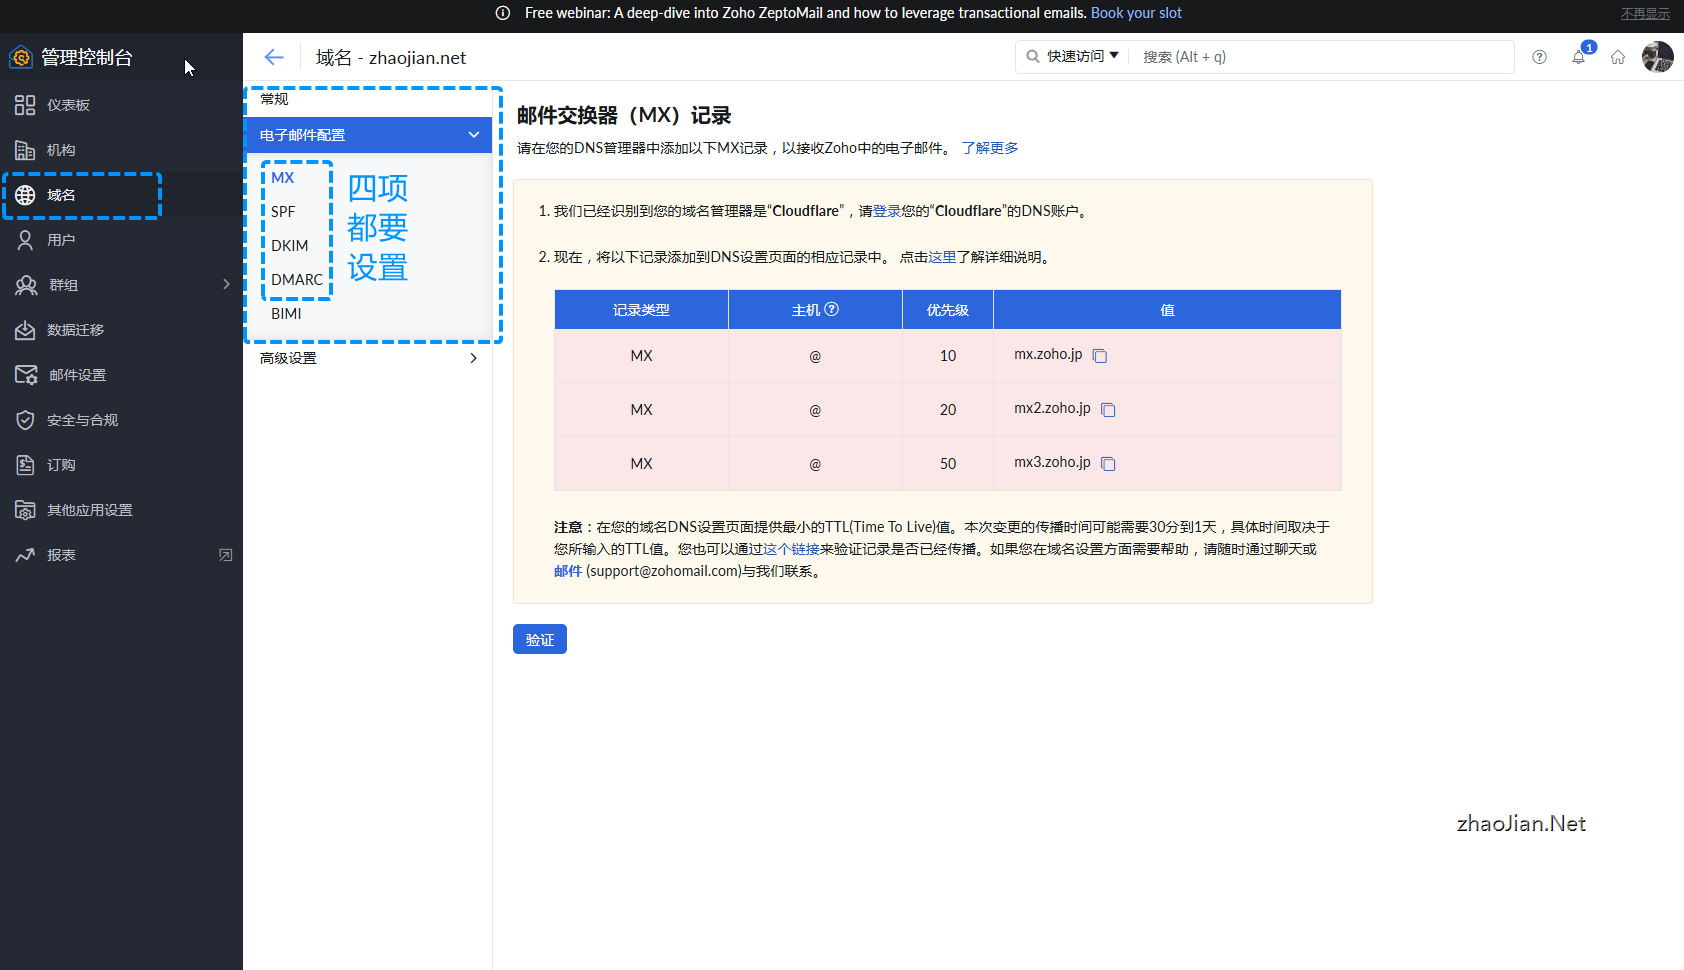 Free webinar: A deep-dive into Zoho ZeptoMail and how to leverage transactional emails. Book your slot
不再显示
管理控制台
域名 - zhaojian.net
快速访问
搜索 (Alt + q)
1
仪表板
机构
域名
用户
群组
数据迁移
邮件设置
安全与合规
订购
其他应用设置
报表
常规
电子邮件配置
MX
SPF
DKIM
DMARC
BIMI
四项
都要
设置
高级设置
邮件交换器（MX）记录
请在您的DNS管理器中添加以下MX记录，以接收Zoho中的电子邮件。 了解更多
1. 我们已经识别到您的域名管理器是“Cloudflare”，请登录您的“Cloudflare”的DNS账户。
2. 现在，将以下记录添加到DNS设置页面的相应记录中。 点击这里了解详细说明。
记录类型 主机 优先级 值
MX @ 10 mx.zoho.jp
MX @ 20 mx2.zoho.jp
MX @ 50 mx3.zoho.jp
注意：在您的域名DNS设置页面提供最小的TTL(Time To Live)值。本次变更的传播时间可能需要30分到1天，具体时间取决于
您所输入的TTL值。您也可以通过这个链接来验证记录是否已经传播。如果您在域名设置方面需要帮助，请随时通过聊天或
邮件 (support@zohomail.com)与我们联系。
验证
zhaoJian.Net